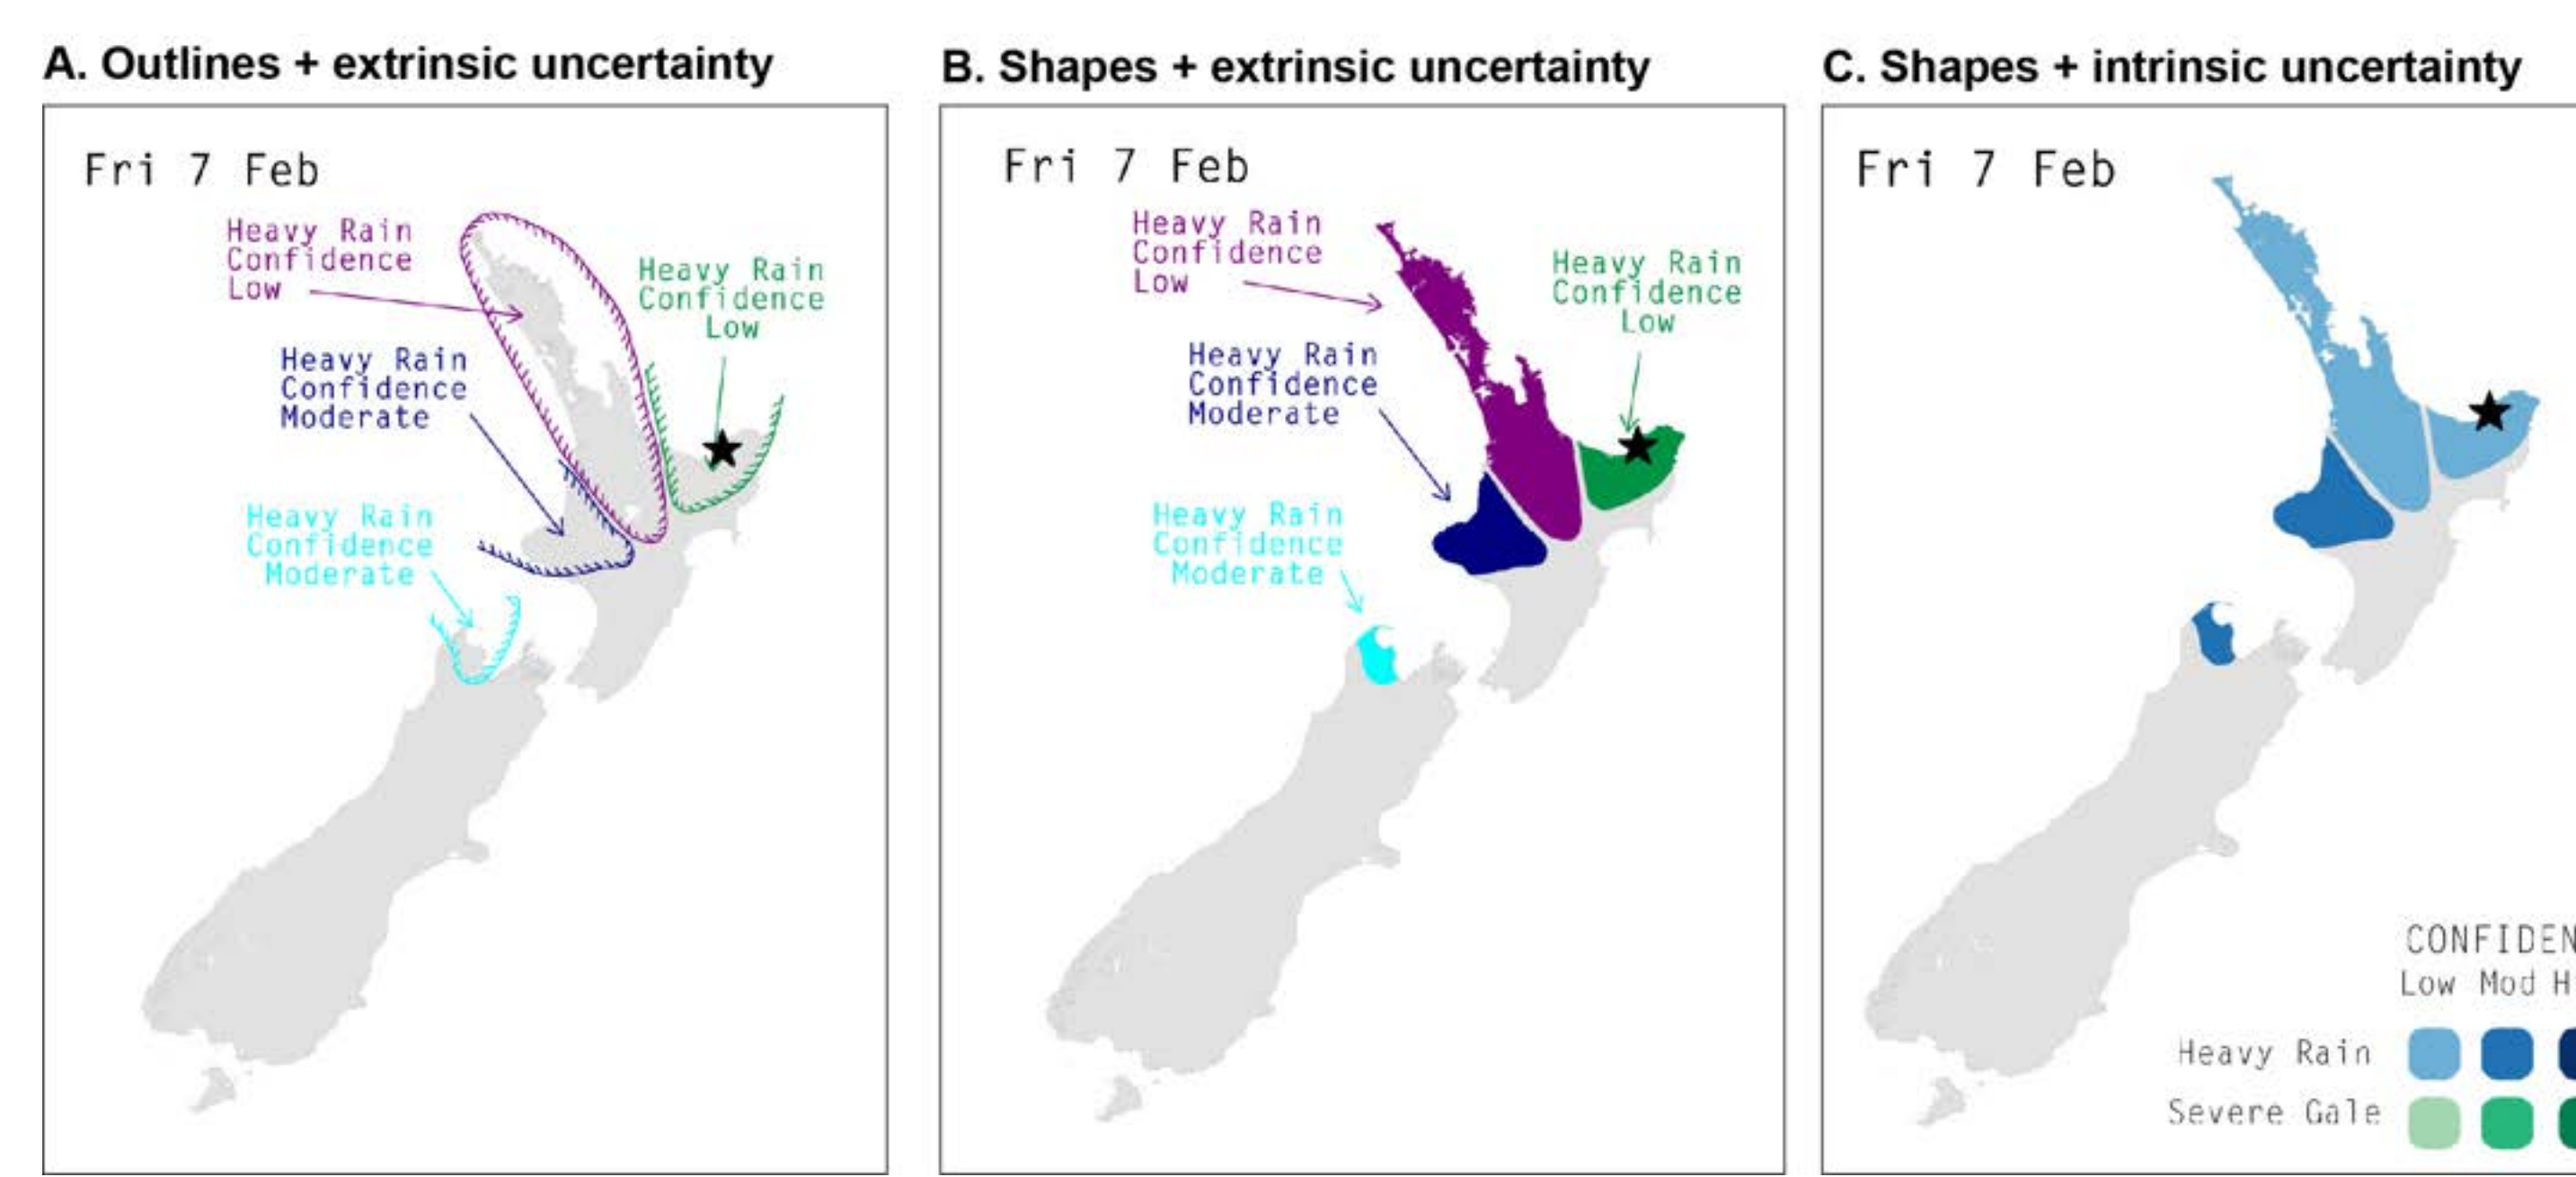 A. Outlines + extrinsic uncertainty
Fri 7 Feb
Heavy Rain
Confidence
Low
Heavy Rain
Confidence
Low
Heavy Rain
Confidence
Moderate
Heavy Rain
Confidence
Moderate
B. Shapes + extrinsic uncertainty
Fri 7 Feb
Heavy Rain
Confidence
Low
Heavy Rain
Confidence
Low
Heavy Rain
Confidence
Moderate
Heavy Rain
Confidence
Moderate
C. Shapes + intrinsic uncertainty
Fri 7 Feb
CONFIDEN
Low Mod H
Heavy Rain
Severe Gale